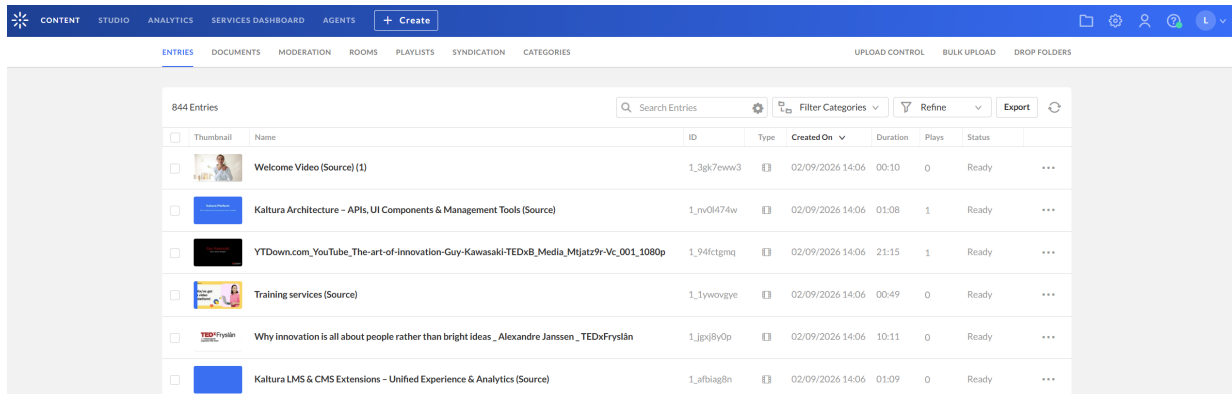 CONTENT STUDIO ANALYTICS SERVICES DASHBOARD AGENTS + Create L
ENTRIES DOCUMENTS MODERATION ROOMS PLAYLISTS SYNDICATION CATEGORIES UPLOAD CONTROL BULK UPLOAD DROP FOLDERS
844 Entries Search Entries Filter Categories Refine Export
Thumbnail Name ID Type Created On Duration Plays Status
Welcome Video (Source) (1) 1_3gk7eww3 02/09/2026 14:06 00:10 0 Ready
Kaltura Architecture – APIs, UI Components & Management Tools (Source) 1_nv0l474w 02/09/2026 14:06 01:08 1 Ready
YTDown.com_YouTube_The-art-of-innovation-Guy-Kawasaki-TEDxB_Media_Mtjatz9r-Vc_001_1080p 1_94fctgmq 02/09/2026 14:06 21:15 1 Ready
Training services (Source) 1_1ywovgye 02/09/2026 14:06 00:49 0 Ready
TEDxFryslân Why innovation is all about people rather than bright ideas _ Alexandre Janssen _ TEDxFryslân 1_jgxj8y0p 02/09/2026 14:06 10:11 0 Ready
Kaltura LMS & CMS Extensions – Unified Experience & Analytics (Source) 1_afbiag8n 02/09/2026 14:06 01:09 0 Ready